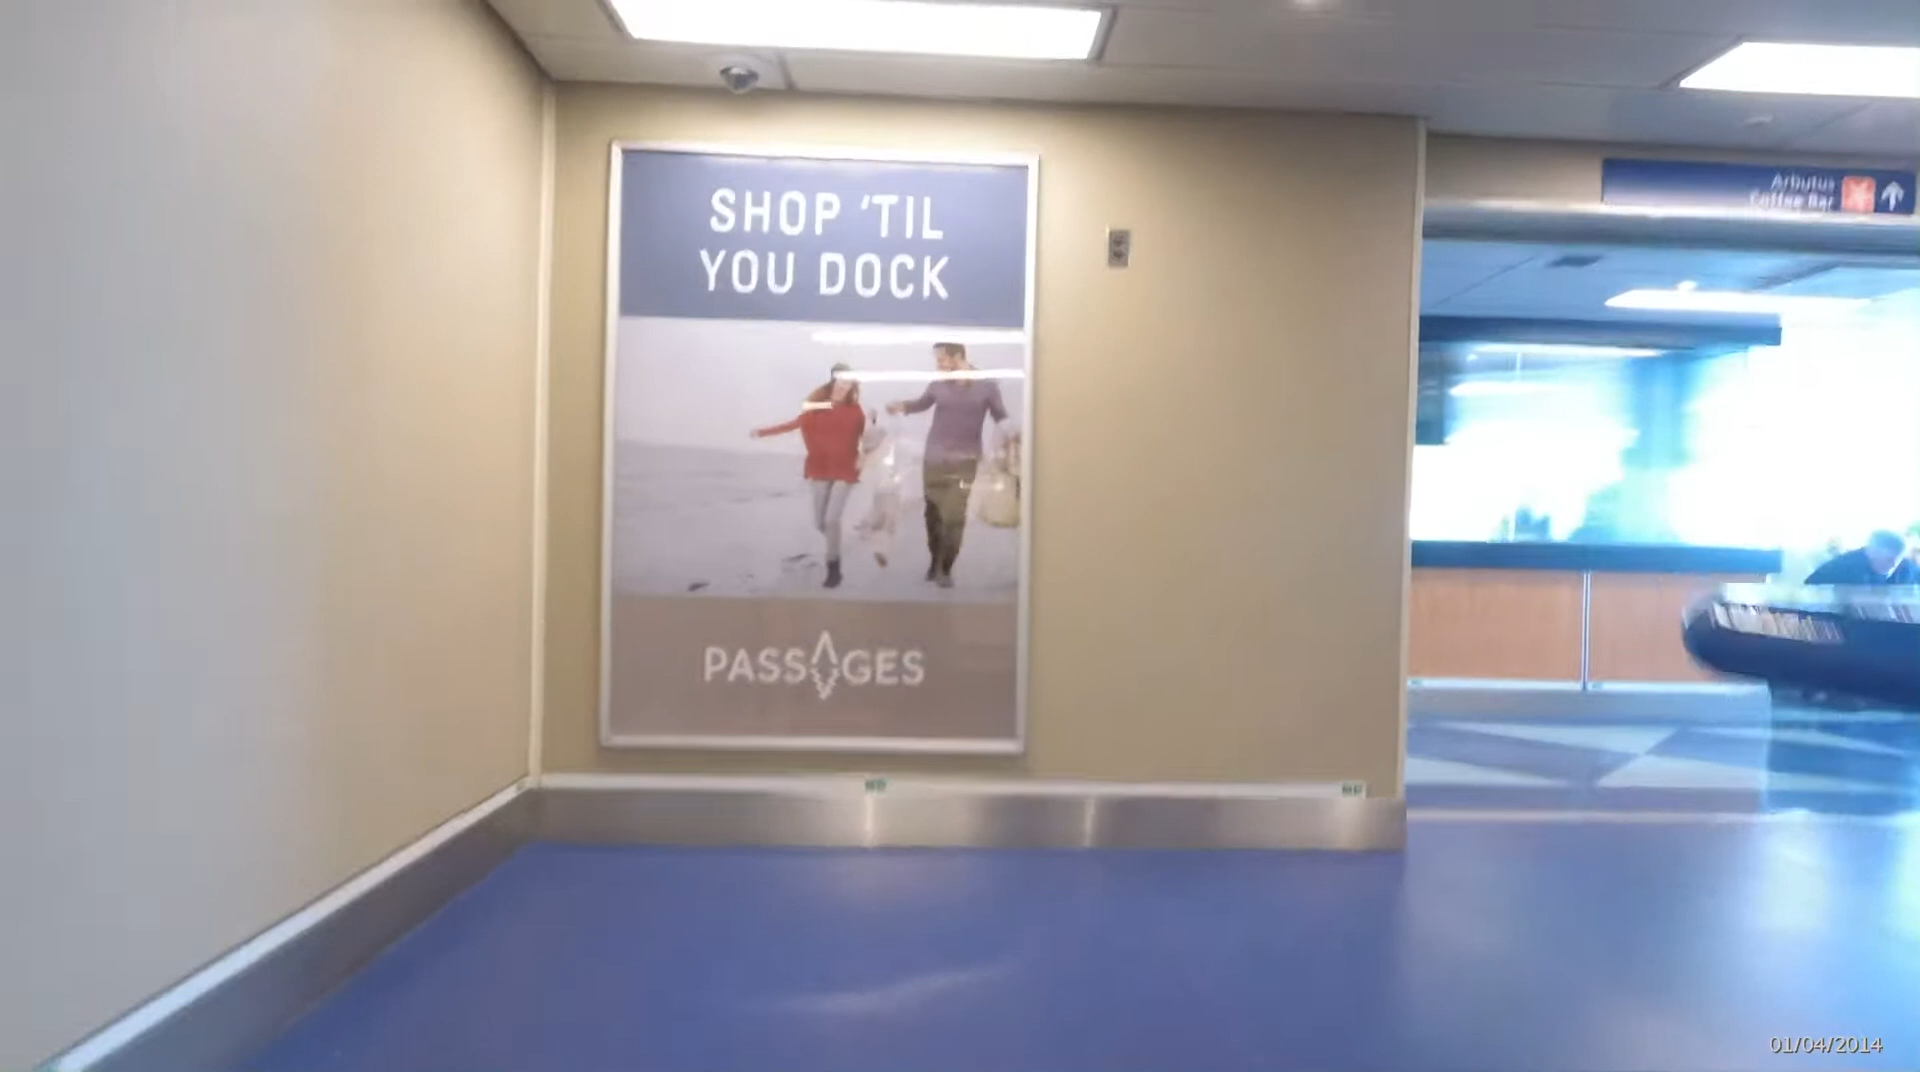 SHOP 'TIL
YOU DOCK
PASSAGES
Arbutus
Coffee Bar
01/04/2014